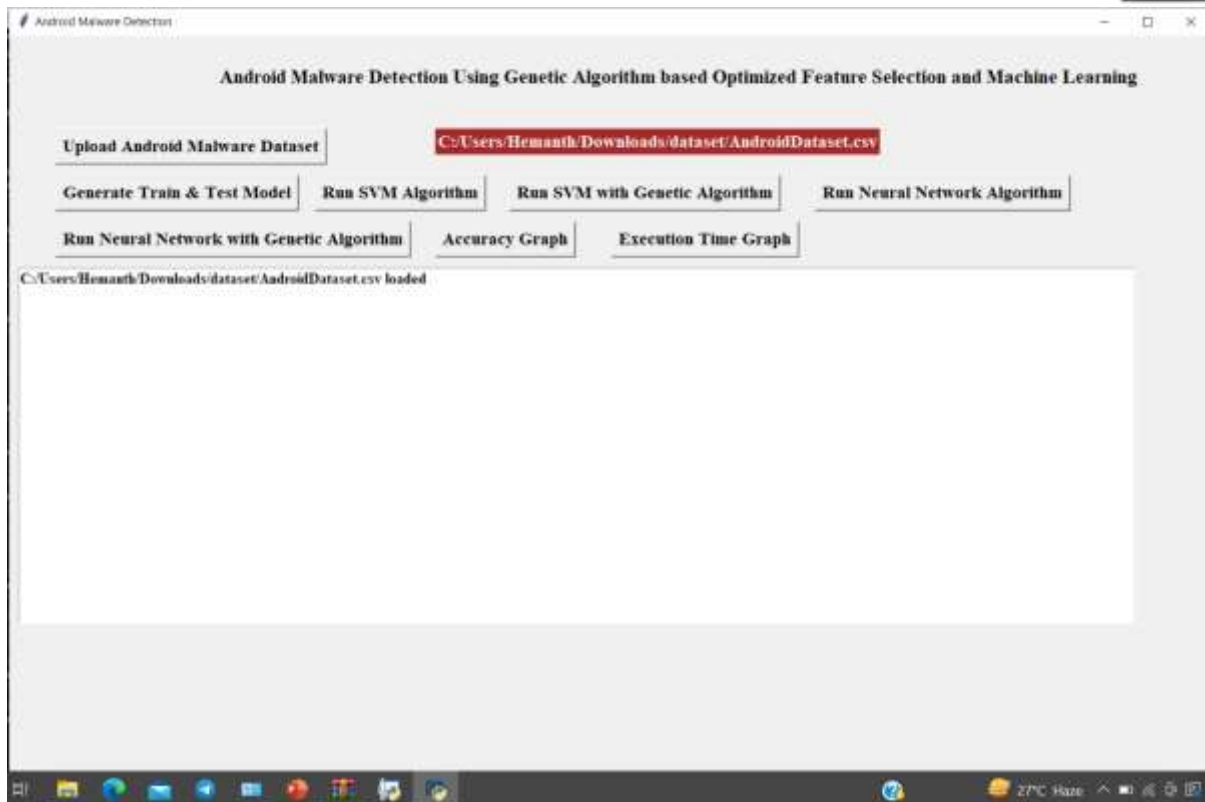 Android Malware Detection
Android Malware Detection Using Genetic Algorithm based Optimized Feature Selection and Machine Learning
Upload Android Malware Dataset C:/Users/Hemanth/Downloads/dataset/AndroidDataset.csv
Generate Train & Test Model Run SVM Algorithm Run SVM with Genetic Algorithm Run Neural Network Algorithm
Run Neural Network with Genetic Algorithm Accuracy Graph Execution Time Graph
C:/Users/Hemanth/Downloads/dataset/AndroidDataset.csv loaded
27°C Haze